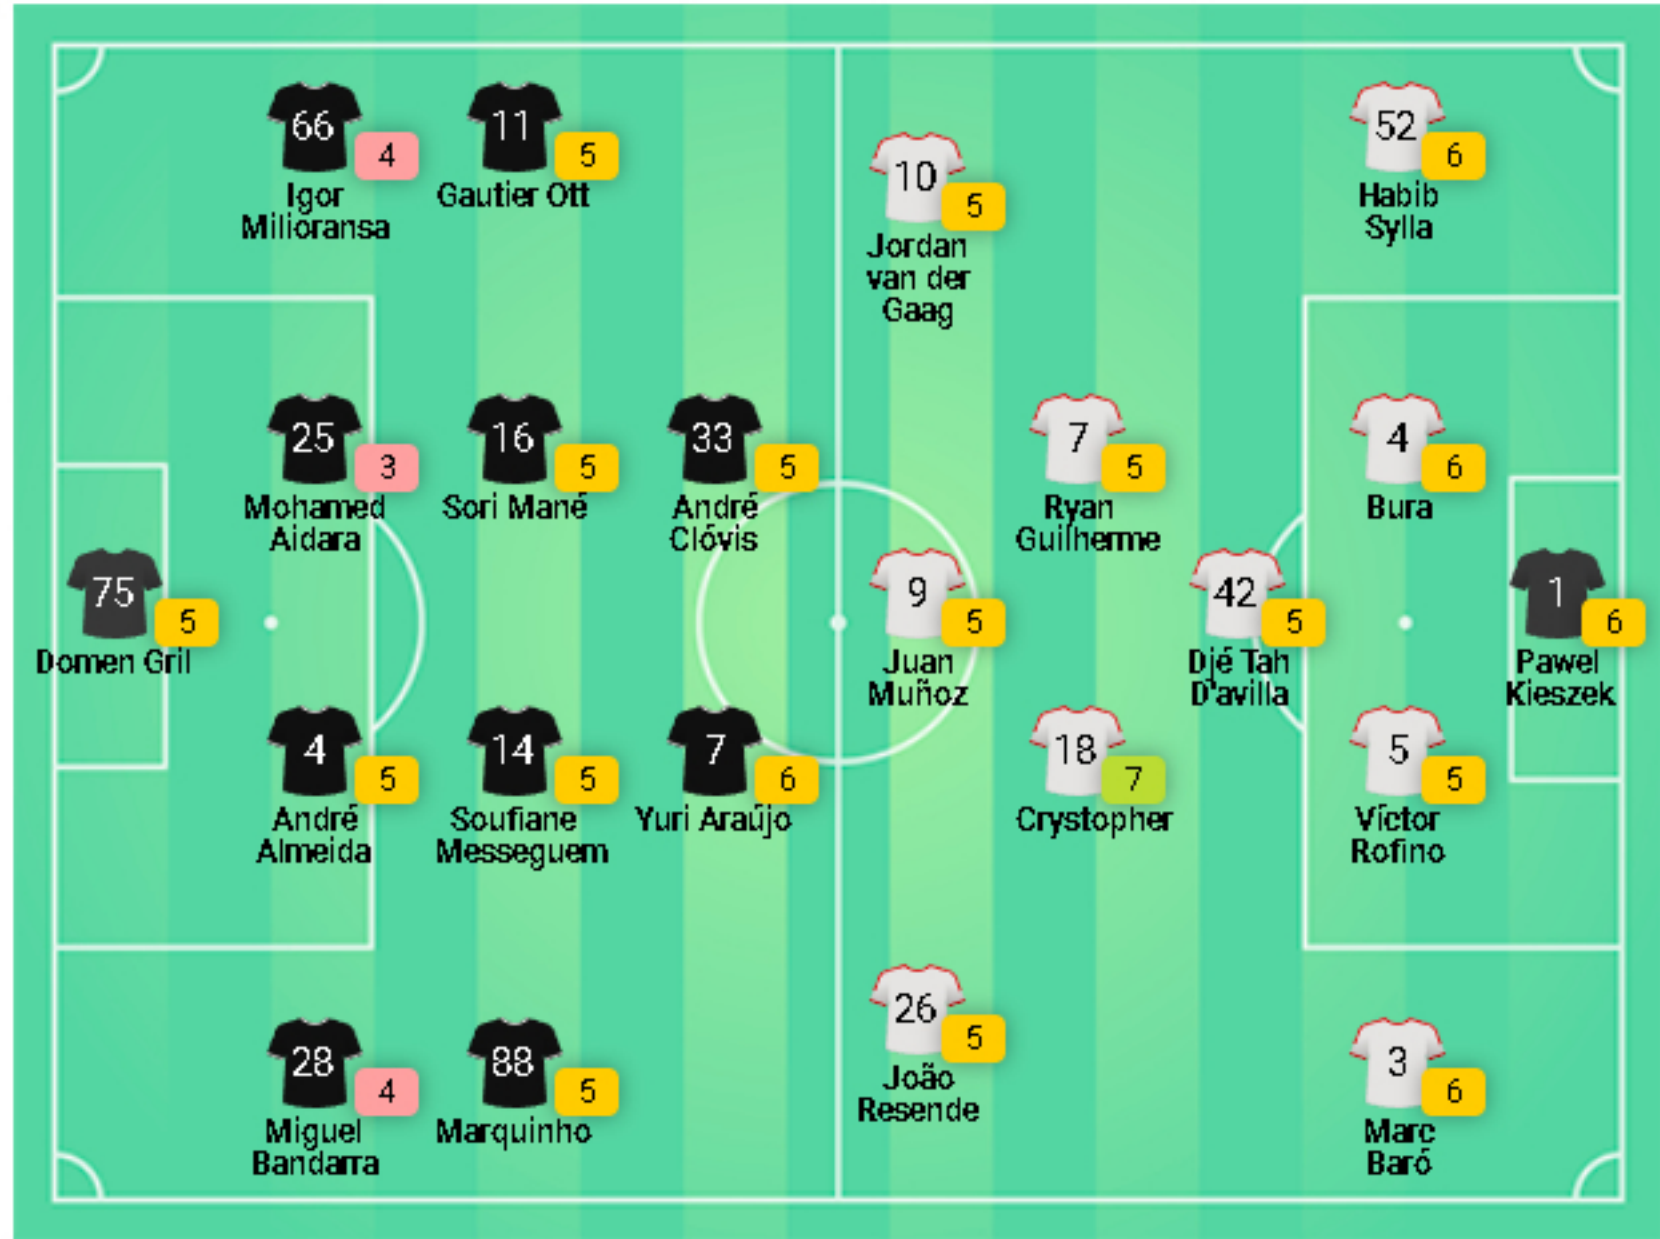 66
4
Igor
Milioransa
11
5
Gautier Ott
10
5
Jordan
van der
Gaag
52
6
Habib
Sylla
25
3
Mohamed
Aidara
16
5
Sori Mané
33
5
André
Clóvis
7
5
Ryan
Guilherme
4
6
Bura
75
5
Domen Gril
9
5
Juan
Muñoz
42
5
Djé Tah
D'avilla
1
6
Pawel
Kieszek
4
5
André
Almeida
14
5
Soufiane
Messeguem
7
6
Yuri Araújo
18
7
Crystopher
5
5
Víctor
Rofino
28
4
Miguel
Bandarra
88
5
Marquinho
26
5
João
Resende
3
6
Marc
Baró